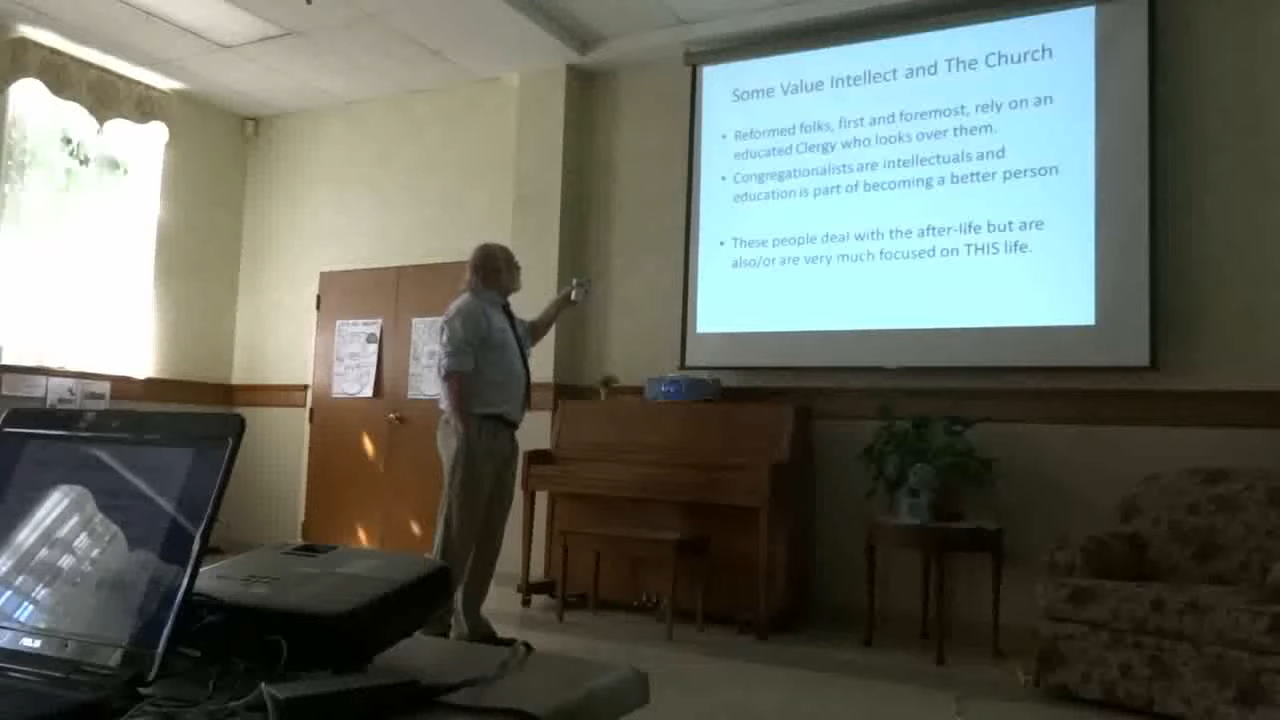 Some Value Intellect and The Church
• Reformed folks, first and foremost, rely on an
educated Clergy who looks over them.
• Congregationalists are intellectuals and
education is part of becoming a better person
• These people deal with the after-life but are
also/or are very much focused on THIS life.
ASUS